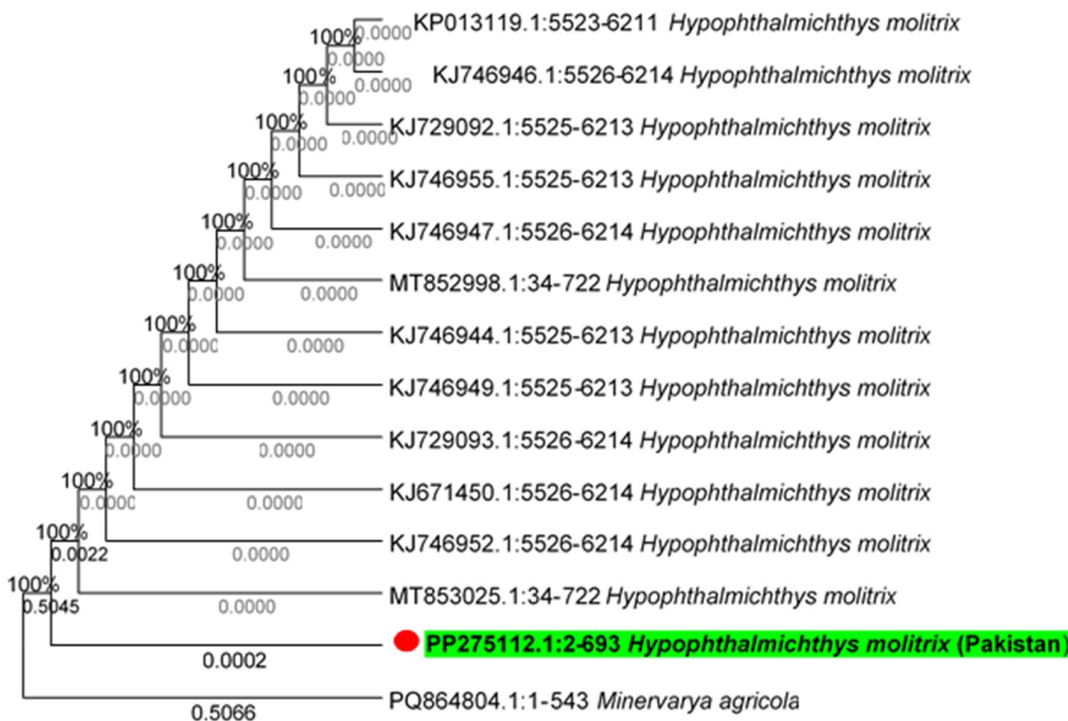 KP013119.1:5523-6211 Hypophthalmichthys molitrix
0.0000
100%
0.0000
KJ746946.1:5526-6214 Hypophthalmichthys molitrix
0.0000
100%
0.0000
KJ729092.1:5525-6213 Hypophthalmichthys molitrix
0.0000
100%
0.0000
KJ746955.1:5525-6213 Hypophthalmichthys molitrix
0.0000
100%
0.0000
KJ746947.1:5526-6214 Hypophthalmichthys molitrix
0.0000
100%
0.0000
MT852998.1:34-722 Hypophthalmichthys molitrix
0.0000
100%
0.0000
KJ746944.1:5525-6213 Hypophthalmichthys molitrix
0.0000
100%
0.0000
KJ746949.1:5525-6213 Hypophthalmichthys molitrix
0.0000
100%
0.0000
KJ729093.1:5526-6214 Hypophthalmichthys molitrix
0.0000
100%
0.0000
KJ671450.1:5526-6214 Hypophthalmichthys molitrix
0.0000
100%
0.0000
KJ746952.1:5526-6214 Hypophthalmichthys molitrix
0.0000
100%
0.0022
MT853025.1:34-722 Hypophthalmichthys molitrix
0.0000
100%
0.5045
PP275112.1:2-693 Hypophthalmichthys molitrix (Pakistan)
0.0002
PQ864804.1:1-543 Minervarya agricola
0.5066